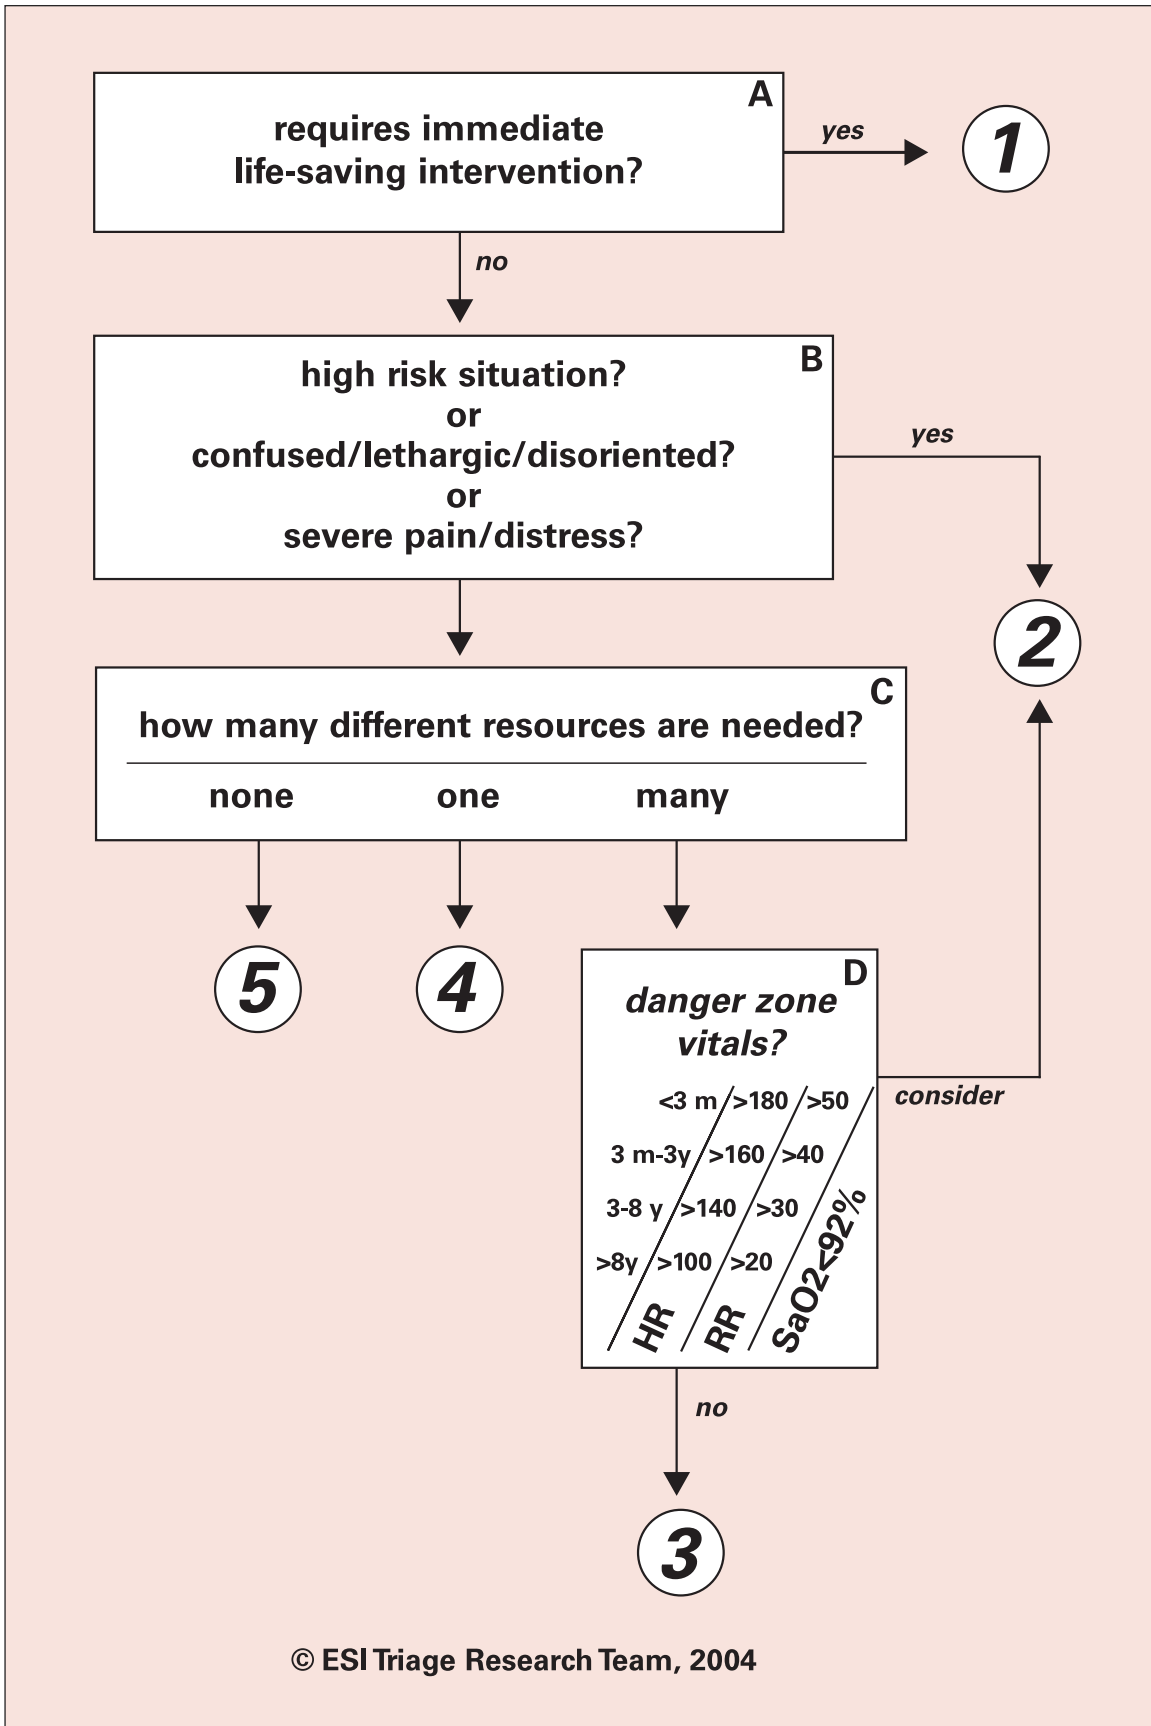 A
requires immediate
life-saving intervention?
yes
1
no
B
high risk situation?
or
confused/lethargic/disoriented?
or
severe pain/distress?
yes
2
C
how many different resources are needed?
none one many
5 4
D
danger zone
vitals?
consider
<3 m >180 >50
3 m-3y >160 >40
3-8 y >140 >30
>8y >100 >20
HR RR SaO2<92%
no
3
© ESI Triage Research Team, 2004